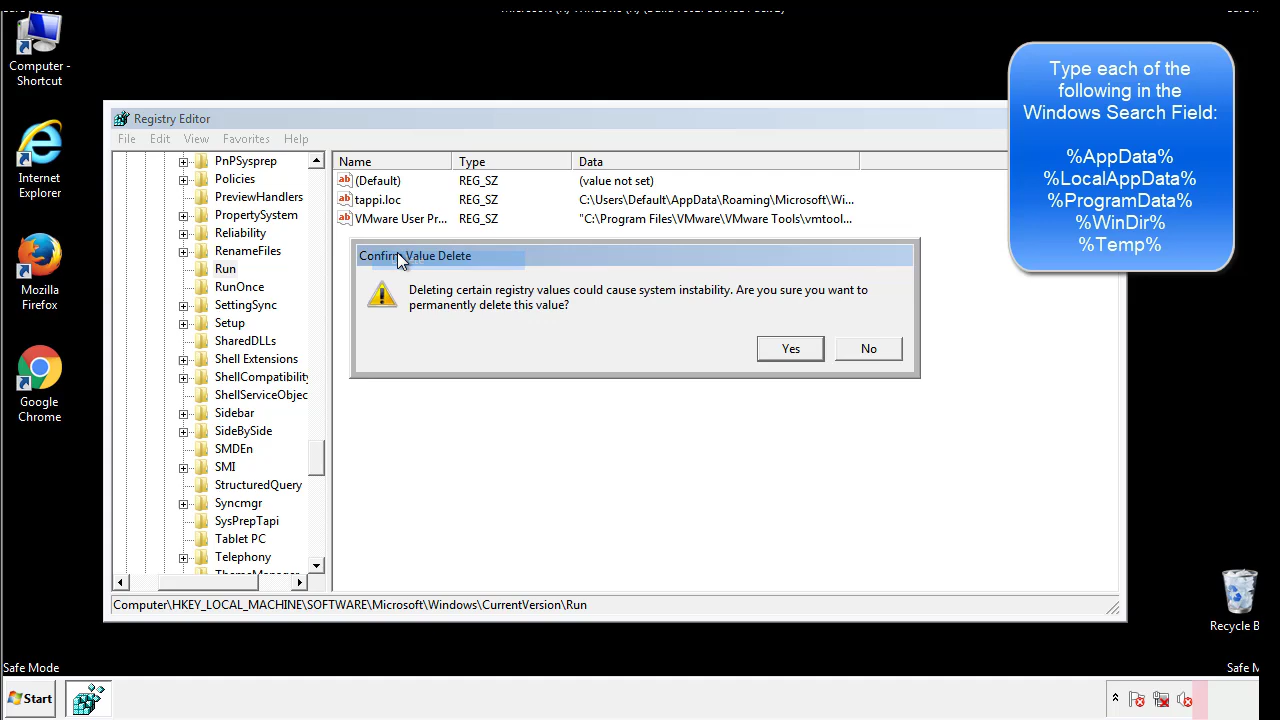 Computer -
Shortcut
Internet
Explorer
Mozilla
Firefox
Google
Chrome
Registry Editor
File Edit View Favorites Help
PnPSysprep
Policies
PreviewHandlers
PropertySystem
Reliability
RenameFiles
Run
RunOnce
SettingSync
Setup
SharedDLLs
Shell Extensions
ShellCompatibility
ShellServiceObjec
Sidebar
SideBySide
SMDEn
SMI
StructuredQuery
Syncmgr
SysPrepTapi
Tablet PC
Telephony
Name Type Data
(Default) REG_SZ (value not set)
tappi.loc REG_SZ C:\Users\Default\AppData\Roaming\Microsoft\Wi...
VMware User Pr... REG_SZ "C:\Program Files\VMware\VMware Tools\vmtool...
Confirm Value Delete
Deleting certain registry values could cause system instability. Are you sure you want to
permanently delete this value?
Yes No
Computer\HKEY_LOCAL_MACHINE\SOFTWARE\Microsoft\Windows\CurrentVersion\Run
Type each of the
following in the
Windows Search Field:
%AppData%
%LocalAppData%
%ProgramData%
%WinDir%
%Temp%
Recycle B
Safe Mode
Safe M
Start